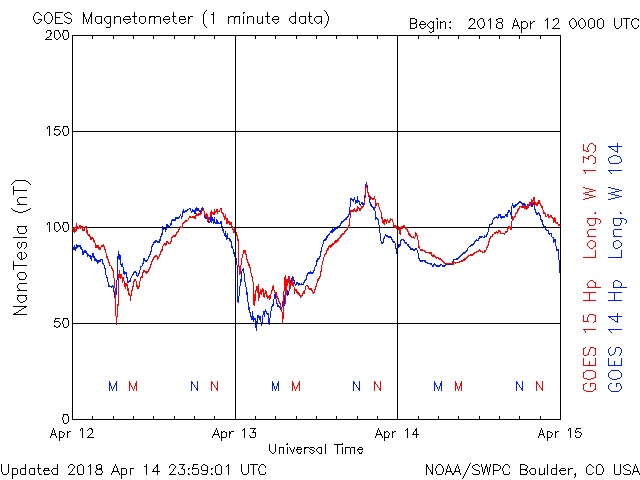 GOES Magnetometer (1 minute data)
Begin: 2018 Apr 12 0000 UTC
200
150
100
50
0
NanoTesla (nT)
M M N N M M N N M M N N
Apr 12 Apr 13 Apr 14 Apr 15
Universal Time
GOES 15 Hp Long. W 135
GOES 14 Hp Long. W 104
Updated 2018 Apr 14 23:59:01 UTC
NOAA/SWPC Boulder, CO USA